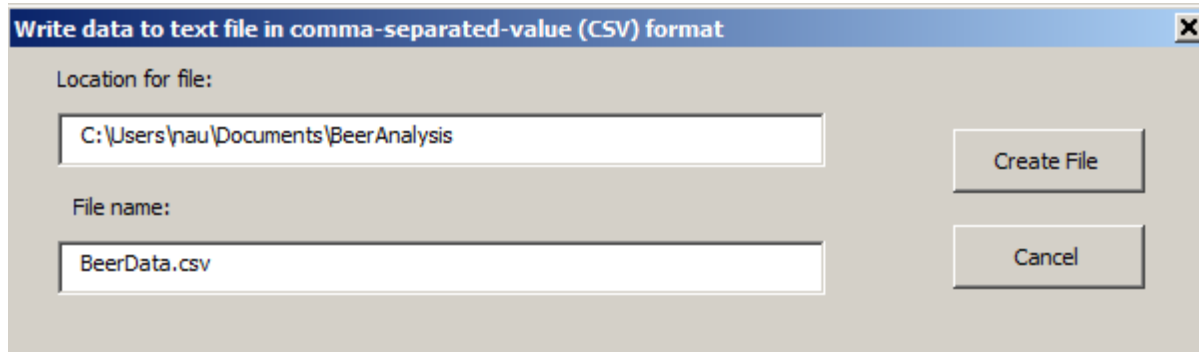 Write data to text file in comma-separated-value (CSV) format
Location for file:
C:\Users\nau\Documents\BeerAnalysis
Create File
File name:
BeerData.csv
Cancel